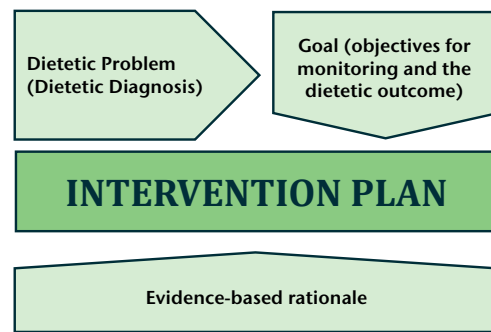 Dietetic Problem
(Dietetic Diagnosis)
Goal (objectives for
monitoring and the
dietetic outcome)
INTERVENTION PLAN
Evidence-based rationale